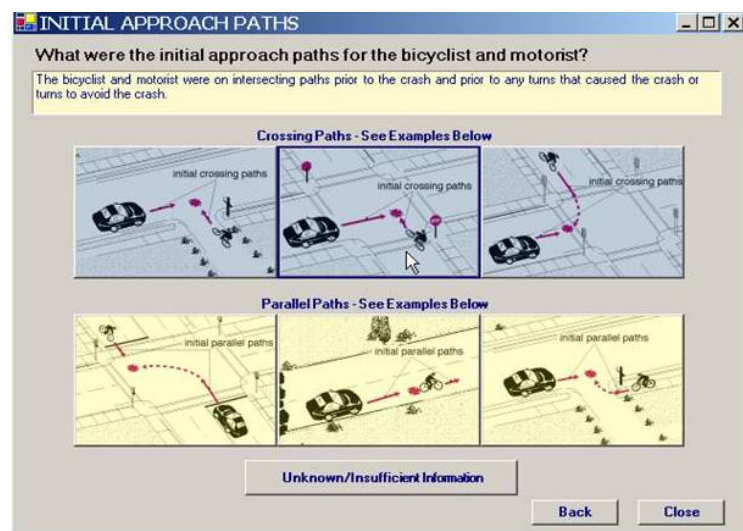 INITIAL APPROACH PATHS
What were the initial approach paths for the bicyclist and motorist?
The bicyclist and motorist were on intersecting paths prior to the crash and prior to any turns that caused the crash or
turns to avoid the crash.
Crossing Paths - See Examples Below
initial crossing paths
initial crossing paths
initial crossing paths
Parallel Paths - See Examples Below
initial parallel paths
initial parallel paths
initial parallel paths
Unknown/Insufficient Information
Back
Close